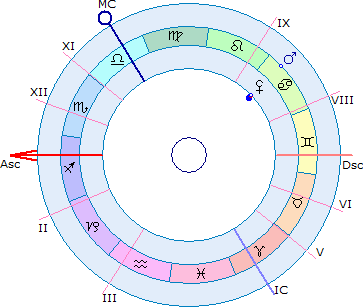 MC
IX
XI
♍
♌
♎
♂
♋
♀
XII
VIII
♏
♊
Asc
♐
Dsc
♉
VI
II
♑
♈
V
♒
♓
III
IC